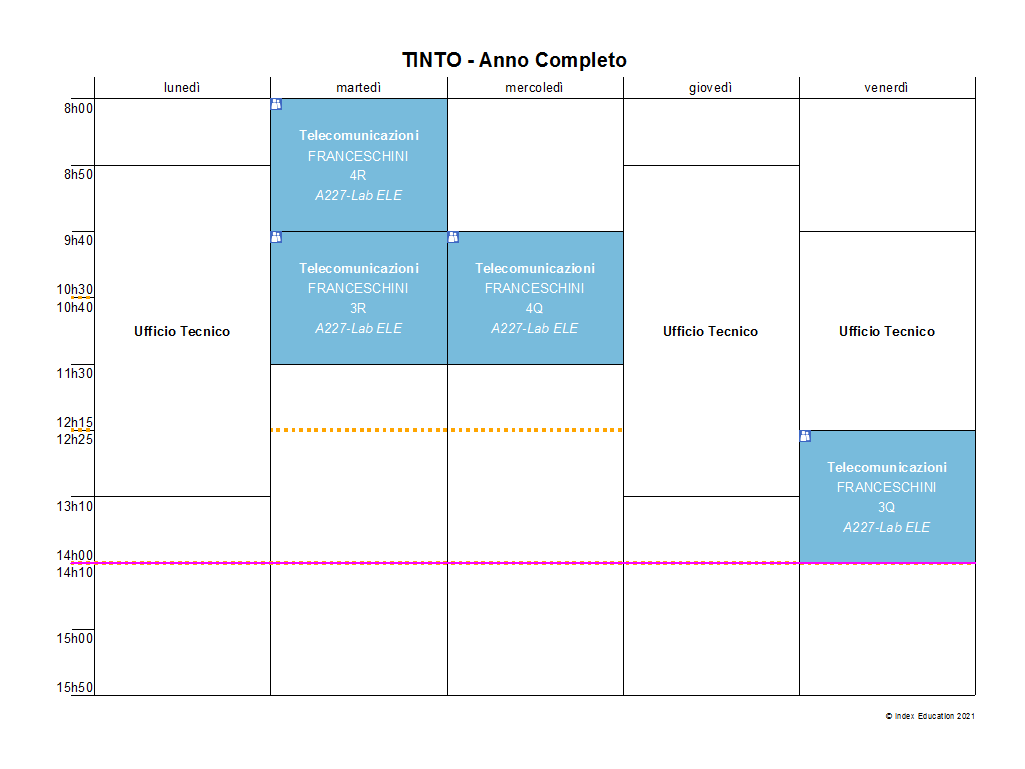 TINTO - Anno Completo
lunedì
martedì
mercoledì
giovedì
venerdì
8h00
8h50
9h40
10h30
10h40
11h30
12h15
12h25
13h10
14h00
14h10
15h00
15h50
Ufficio Tecnico
Telecomunicazioni
FRANCESCHINI
4R
A227-Lab ELE
Telecomunicazioni
FRANCESCHINI
3R
A227-Lab ELE
Telecomunicazioni
FRANCESCHINI
4Q
A227-Lab ELE
Ufficio Tecnico
Ufficio Tecnico
Telecomunicazioni
FRANCESCHINI
3Q
A227-Lab ELE
© Index Education 2021